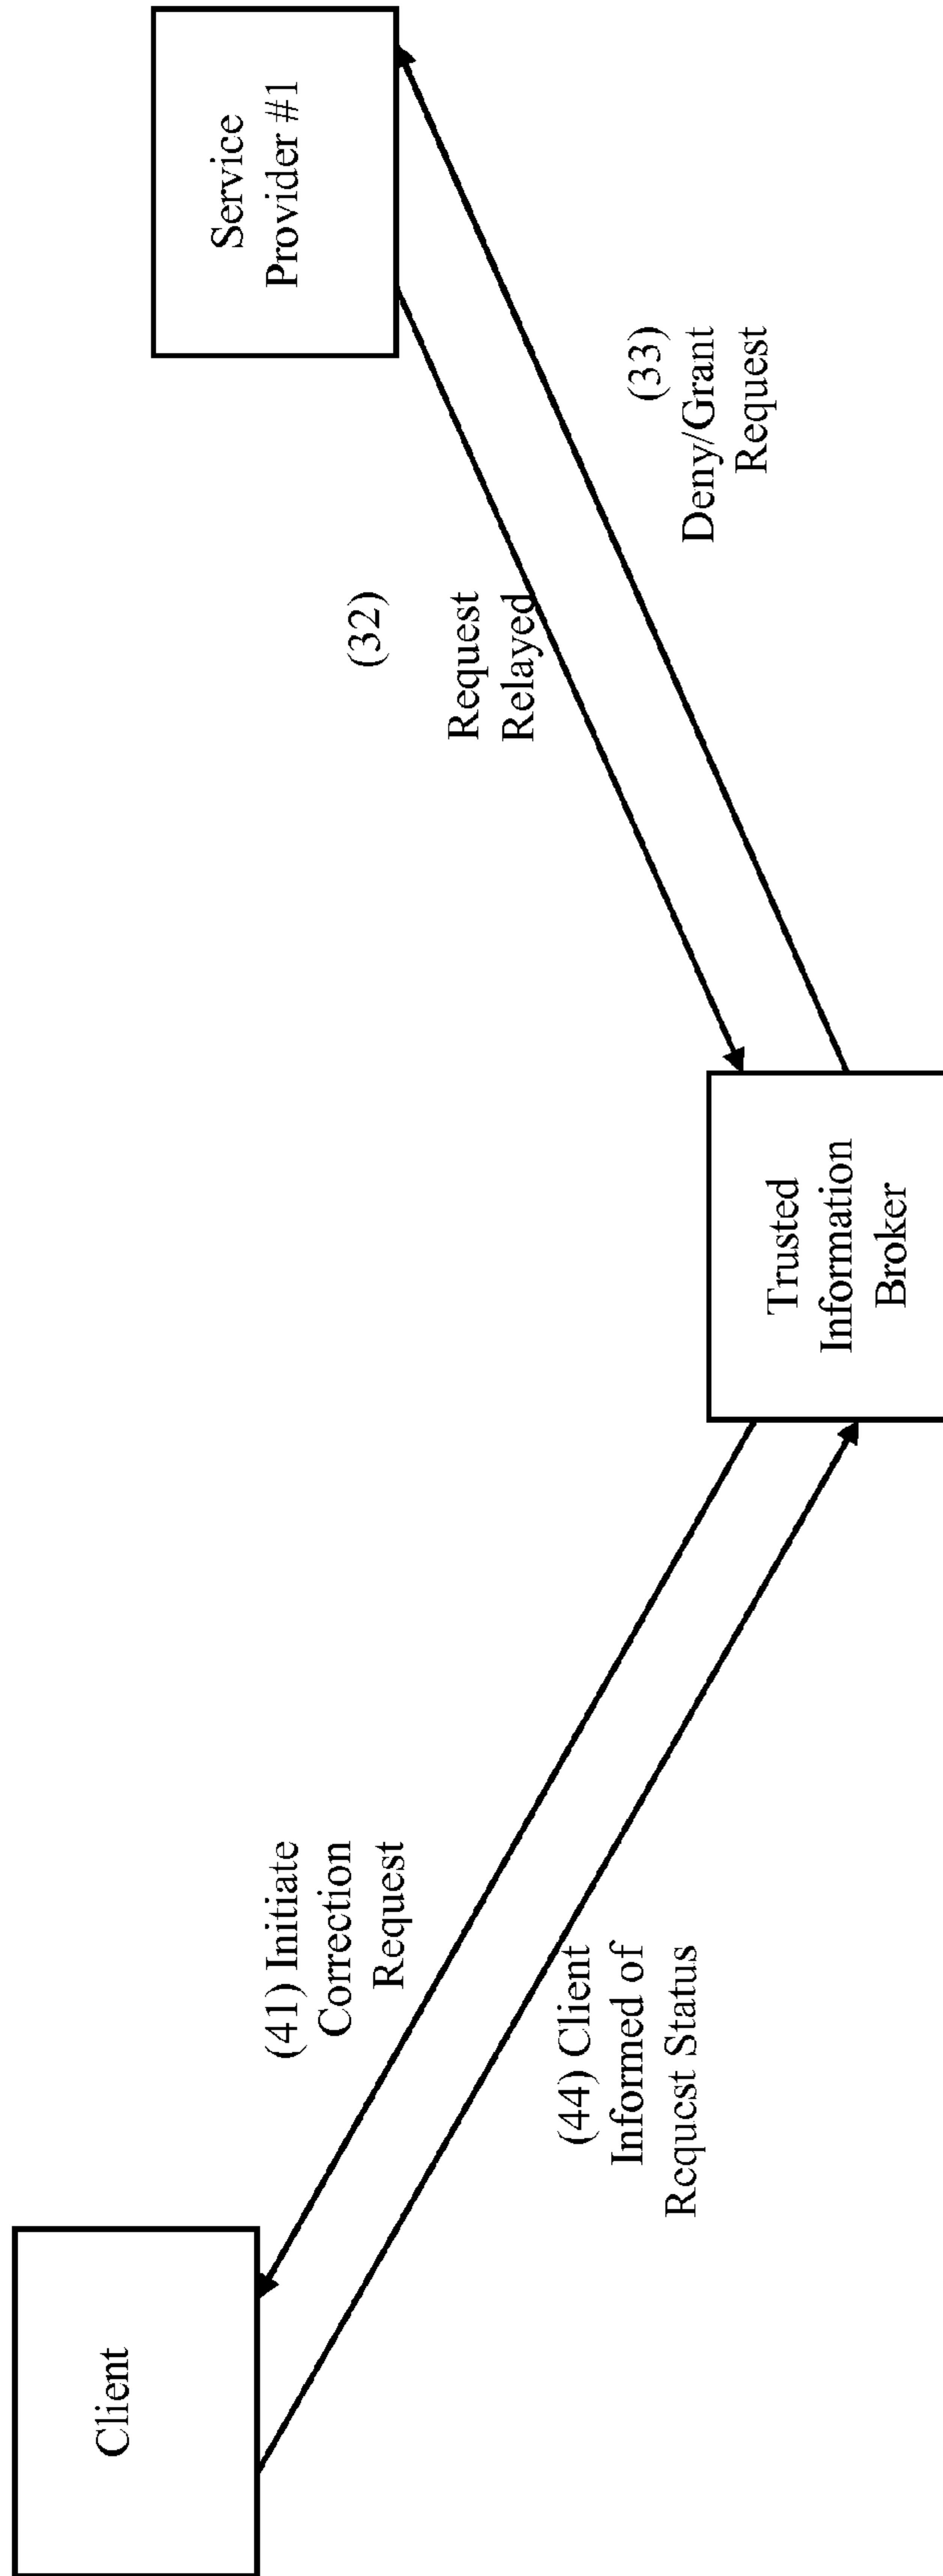 Client
(41) Initiate
Correction
Request
(44) Client
Informed of
Request Status
Trusted
Information
Broker
(32)
Request
Relayed
(33)
Deny/Grant
Request
Service
Provider #1